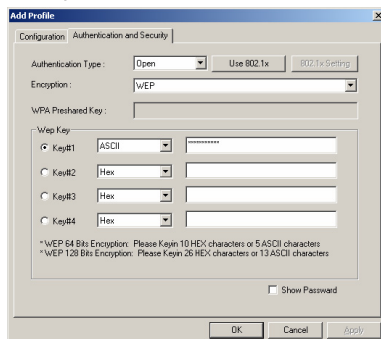 Add Profile
Configuration Authentication and Security
Authentication Type : Open Use 802.1x 802.1x Setting
Encryption : WEP
WPA Preshared Key :
Wep Key
Key#1 ASCII **********
Key#2 Hex
Key#3 Hex
Key#4 Hex
* WEP 64 Bits Encryption: Please Keyin 10 HEX characters or 5 ASCII characters
* WEP 128 Bits Encryption: Please Keyin 26 HEX characters or 13 ASCII characters
Show Passward
OK Cancel Apply